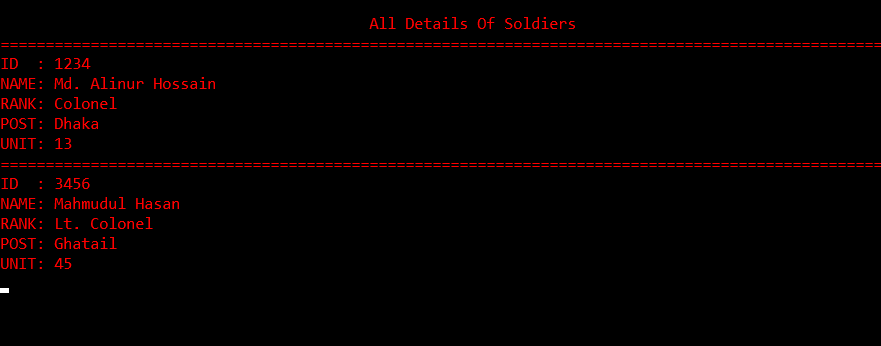 All Details Of Soldiers
==================================================================================================
ID  : 1234
NAME: Md. Alinur Hossain
RANK: Colonel
POST: Dhaka
UNIT: 13
==================================================================================================
ID  : 3456
NAME: Mahmudul Hasan
RANK: Lt. Colonel
POST: Ghatail
UNIT: 45